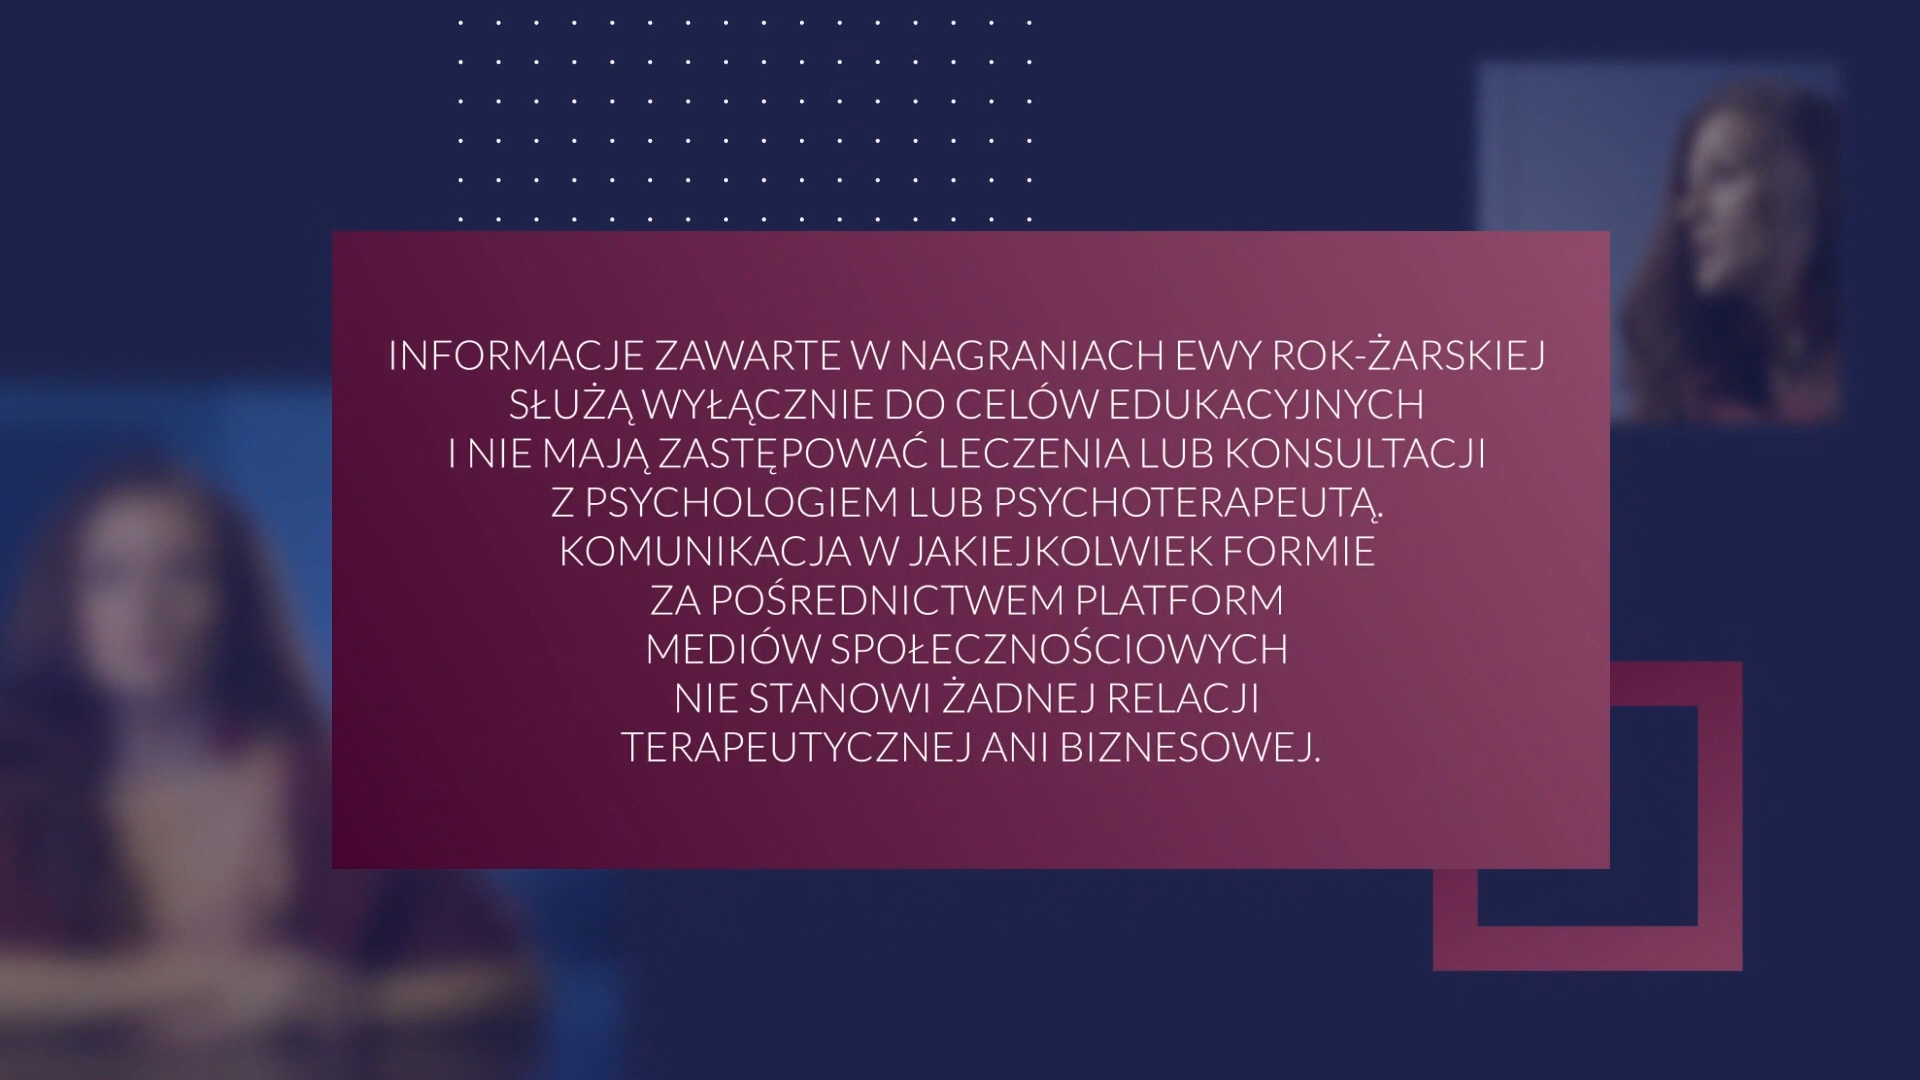 INFORMACJE ZAWARTE W NAGRANIACH EWY ROK-ŻARSKIEJ
SŁUŻĄ WYŁĄCZNIE DO CELÓW EDUKACYJNYCH
I NIE MAJĄ ZASTĘPOWAĆ LECZENIA LUB KONSULTACJI
Z PSYCHOLOGIEM LUB PSYCHOTERAPEUTĄ.
KOMUNIKACJA W JAKIEJKOLWIEK FORMIE
ZA POŚREDNICTWEM PLATFORM
MEDIÓW SPOŁECZNOŚCIOWYCH
NIE STANOWI ŻADNEJ RELACJI
TERAPEUTYCZNEJ ANI BIZNESOWEJ.